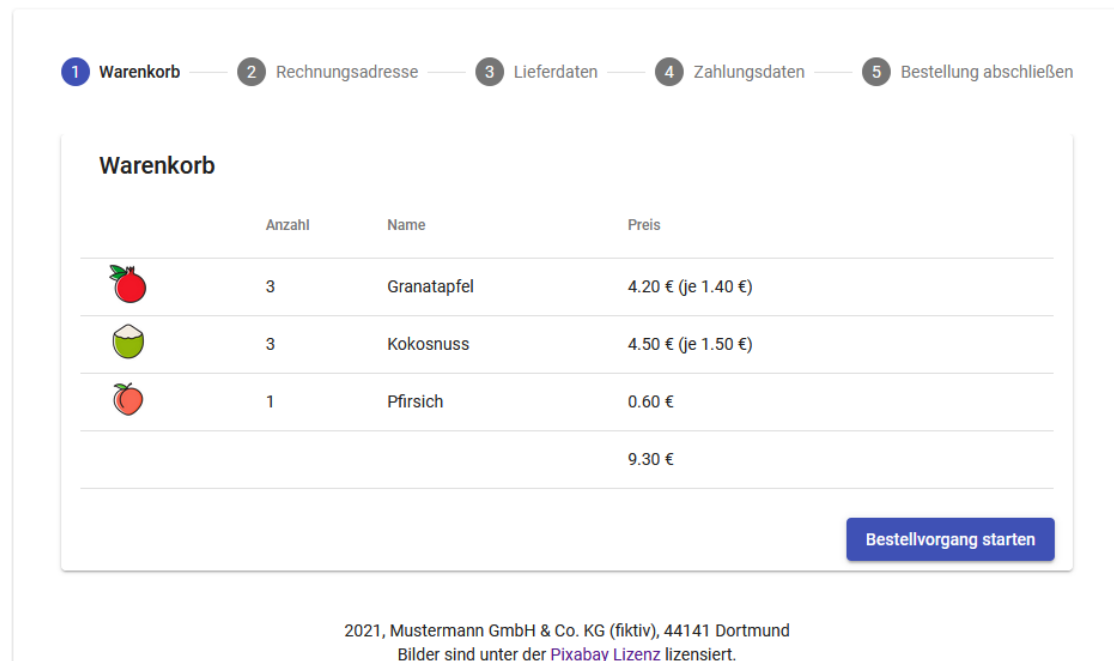 1 Warenkorb 2 Rechnungsadresse 3 Lieferdaten 4 Zahlungsdaten 5 Bestellung abschließen
Warenkorb
Anzahl Name Preis
3 Granatapfel 4.20 € (je 1.40 €)
3 Kokosnuss 4.50 € (je 1.50 €)
1 Pfirsich 0.60 €
9.30 €
Bestellvorgang starten
2021, Mustermann GmbH & Co. KG (fiktiv), 44141 Dortmund
Bilder sind unter der Pixabay Lizenz lizensiert.